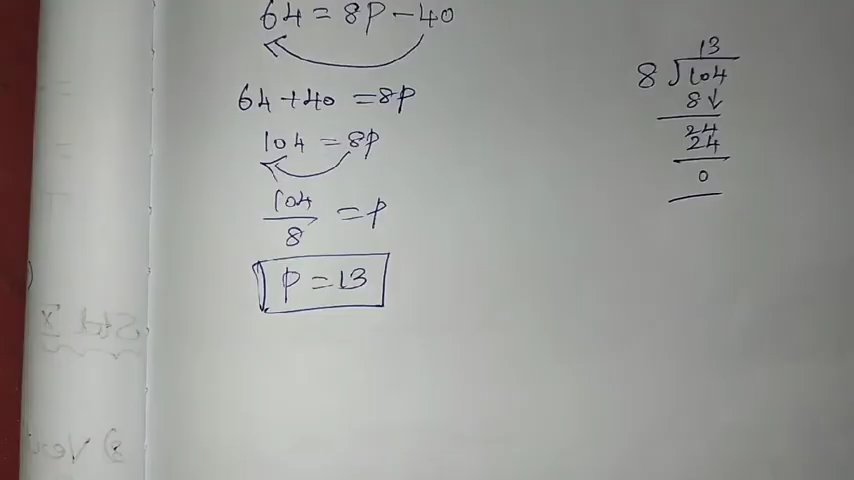 64 = 8p - 40
64 + 40 = 8p
104 = 8p
104/8 = p
p = 13
13
8 √104
8↓
24
24
0